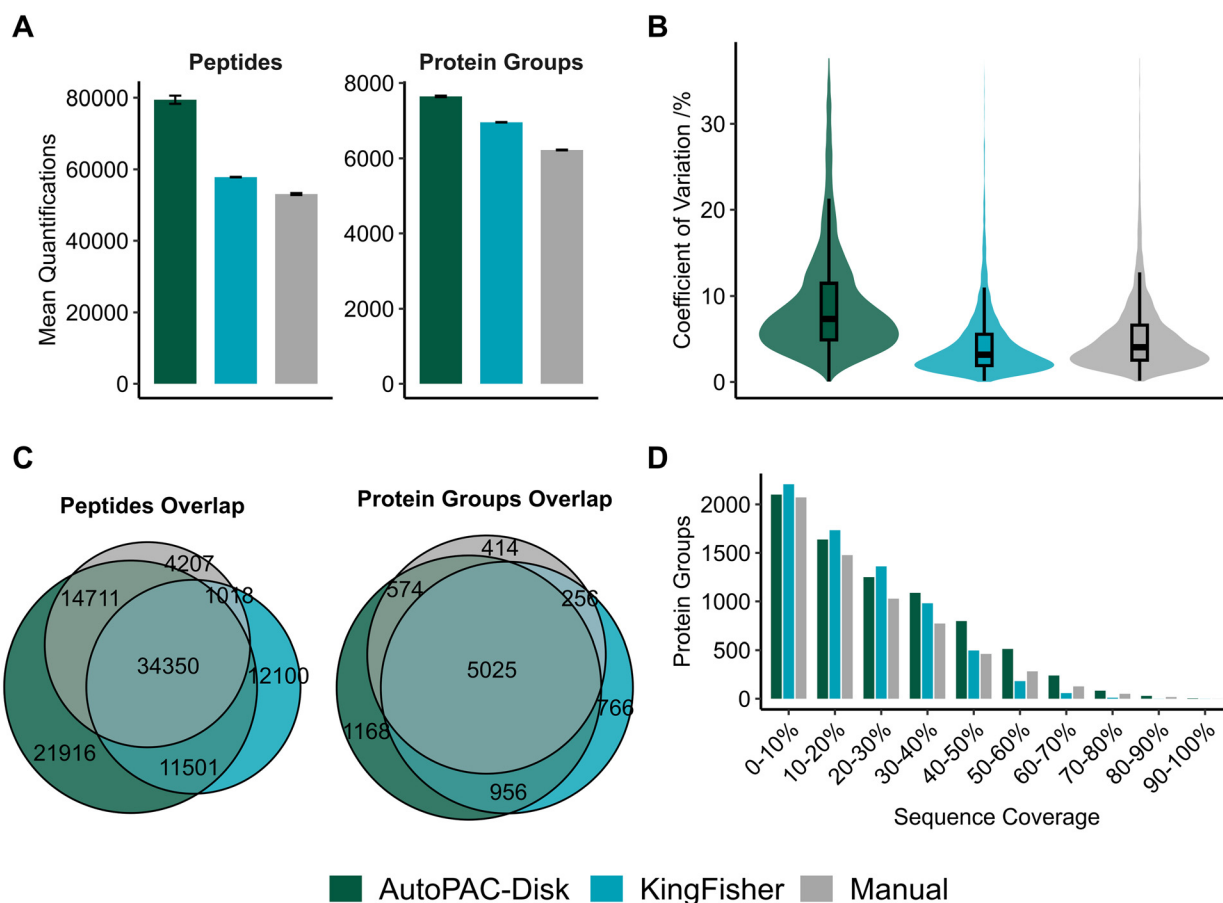 A
Peptides
Protein Groups
Mean Quantifications
80000
60000
40000
20000
0
8000
6000
4000
2000
0
B
Coefficient of Variation /%
30
20
10
0
C
Peptides Overlap
4207
14711
1018
34350
12100
21916
11501
Protein Groups Overlap
414
574
256
5025
766
1168
956
D
Protein Groups
2000
1500
1000
500
0
0-10%
10-20%
20-30%
30-40%
40-50%
50-60%
60-70%
70-80%
80-90%
90-100%
Sequence Coverage
AutoPAC-Disk
KingFisher
Manual